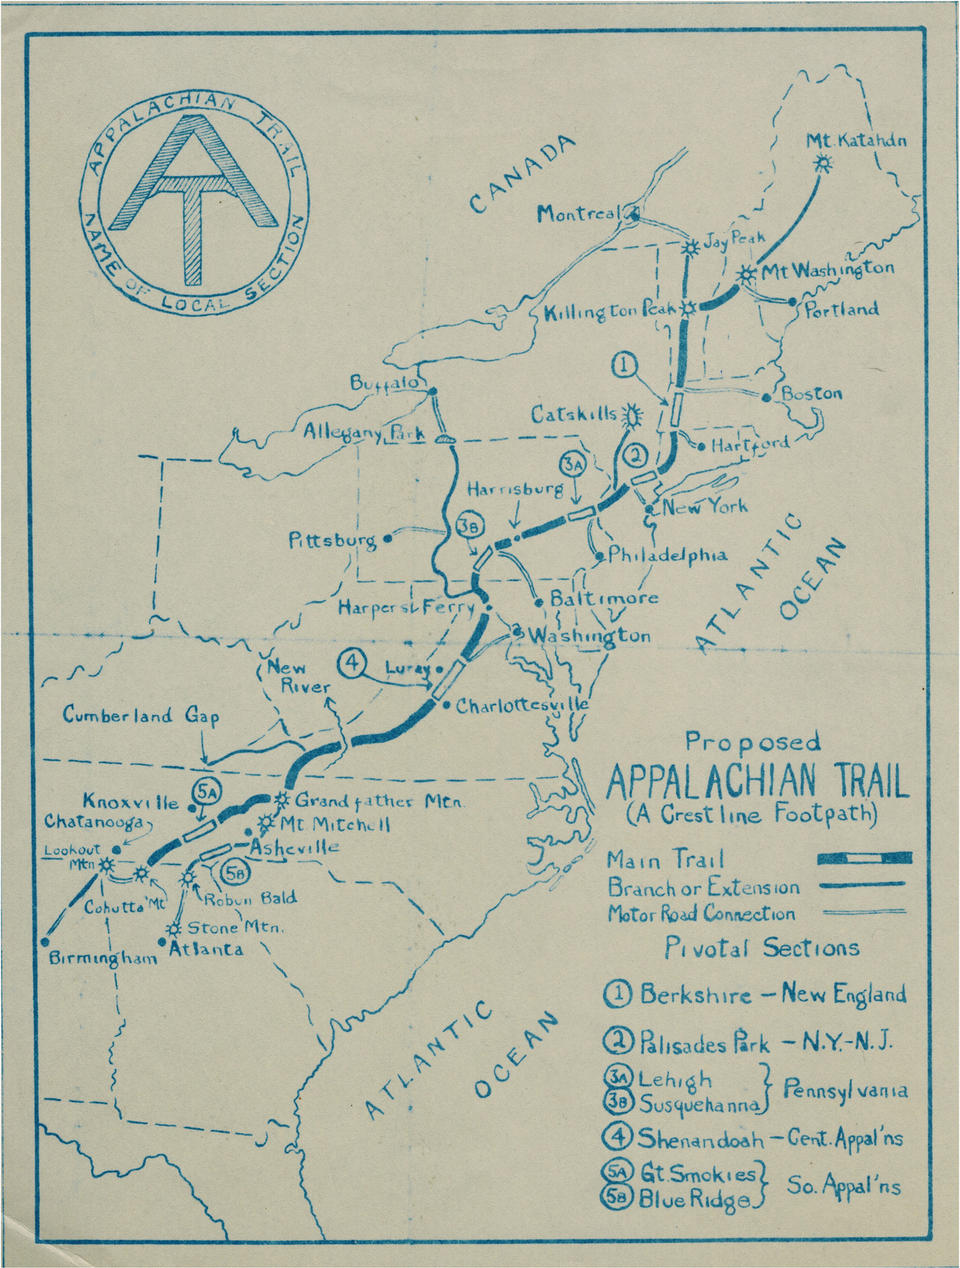 APPALACHIAN TRAIL
NAME OF LOCAL SECTION
AT
CANADA
Mt. Katahdn
Montreal
Jay Peak
Mt Washington
Killington Peak
Portland
1
Buffalo
Boston
Catskills
Allegany Park
Hartford
2
3A
Harrisburg
New York
3B
Pittsburg
Philadelphia
ATLANTIC
OCEAN
Harpers Ferry
Baltimore
Washington
4
Luray
New
River
Charlottesville
Cumberland Gap
Proposed
APPALACHIAN TRAIL
(A Crestline Footpath)
Knoxville
5A
Grandfather Mtn.
Chatanooga
Mt. Mitchell
Lookout
Mtn
Asheville
5B
Cohutta Mt
Robun Bald
Stone Mtn.
Birmingham
Atlanta
Main Trail
Branch or Extension
Motor Road Connection
Pivotal Sections
1 Berkshire – New England
2 Palisades Park – N.Y.-N.J.
3A Lehigh
3B Susquehanna
Pennsylvania
4 Shenandoah – Cent. Appal'ns
5A Gt. Smokies
5B Blue Ridge
So. Appal'ns
ATLANTIC
OCEAN